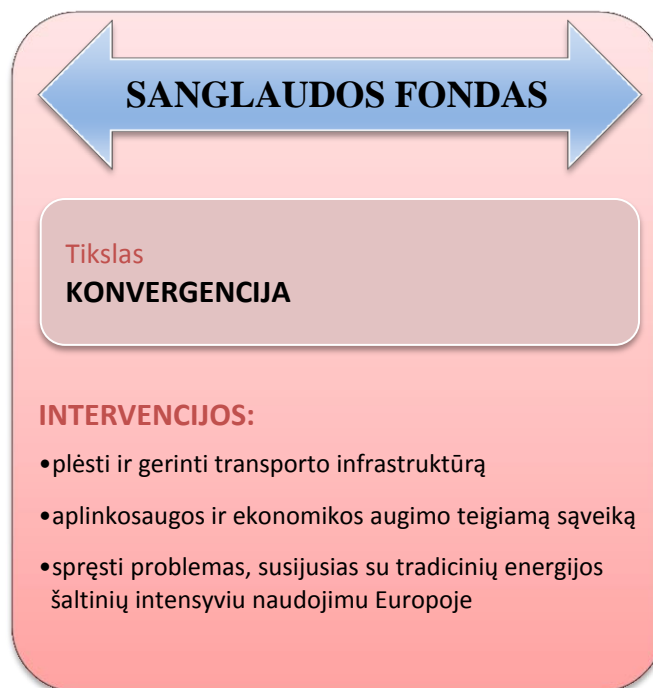 SANGLAUDOS FONDAS
Tikslas
KONVERGENCIJA
INTERVENCIJOS:
•plėsti ir gerinti transporto infrastruktūrą
•aplinkosaugos ir ekonomikos augimo teigiamą sąveiką
•spręsti problemas, susijusias su tradicinių energijos
šaltinių intensyviu naudojimu Europoje